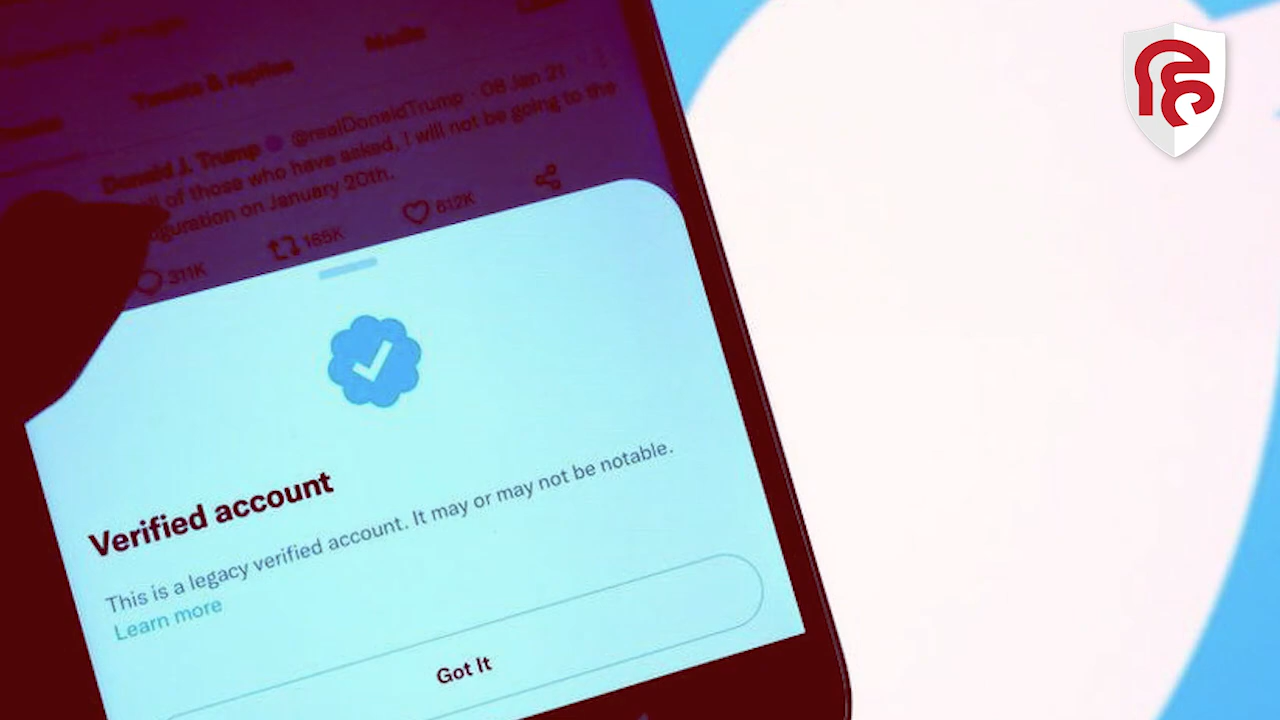 Tweets & replies
Media
Donald J. Trump @realDonaldTrump · 08 Jan 21
all of those who have asked, I will not be going to the
guration on January 20th.
311K
165K
612K
Verified account
This is a legacy verified account. It may or may not be notable.
Learn more
Got It